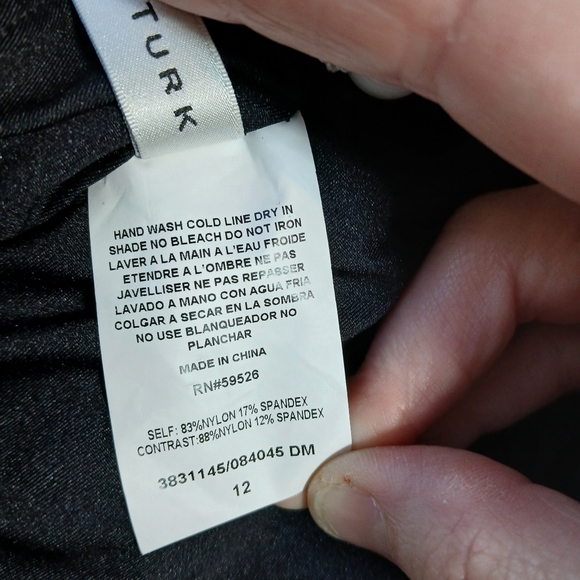 TURK
HAND WASH COLD LINE DRY IN
SHADE NO BLEACH DO NOT IRON
LAVER A LA MAIN A L'EAU FROIDE
ETENDRE A L'OMBRE NE PAS
JAVELLISER NE PAS REPASSER
LAVADO A MANO CON AGUA FRIA
COLGAR A SECAR EN LA SOMBRA
NO USE BLANQUEADOR NO
PLANCHAR
MADE IN CHINA
RN#59526
SELF: 83%NYLON 17% SPANDEX
CONTRAST:88%NYLON 12% SPANDEX
3831145/084045 DM
12